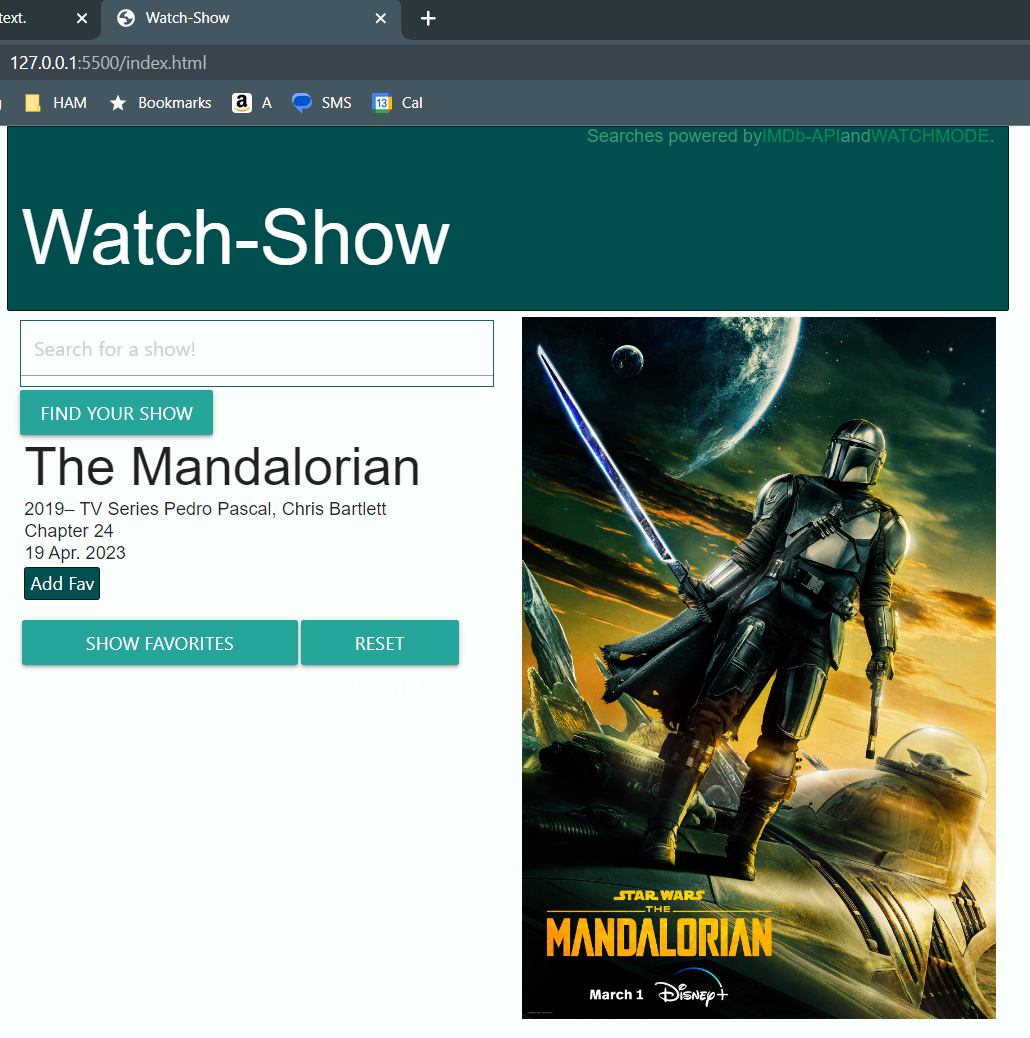 text.
Watch-Show
127.0.0.1:5500/index.html
HAM Bookmarks A SMS 13 Cal
Searches powered byIMDb-APIandWATCHMODE.
Watch-Show
Search for a show!
FIND YOUR SHOW
The Mandalorian
2019– TV Series Pedro Pascal, Chris Bartlett
Chapter 24
19 Apr. 2023
Add Fav
SHOW FAVORITES RESET
STAR WARS
THE
MANDALORIAN
March 1 Disney+